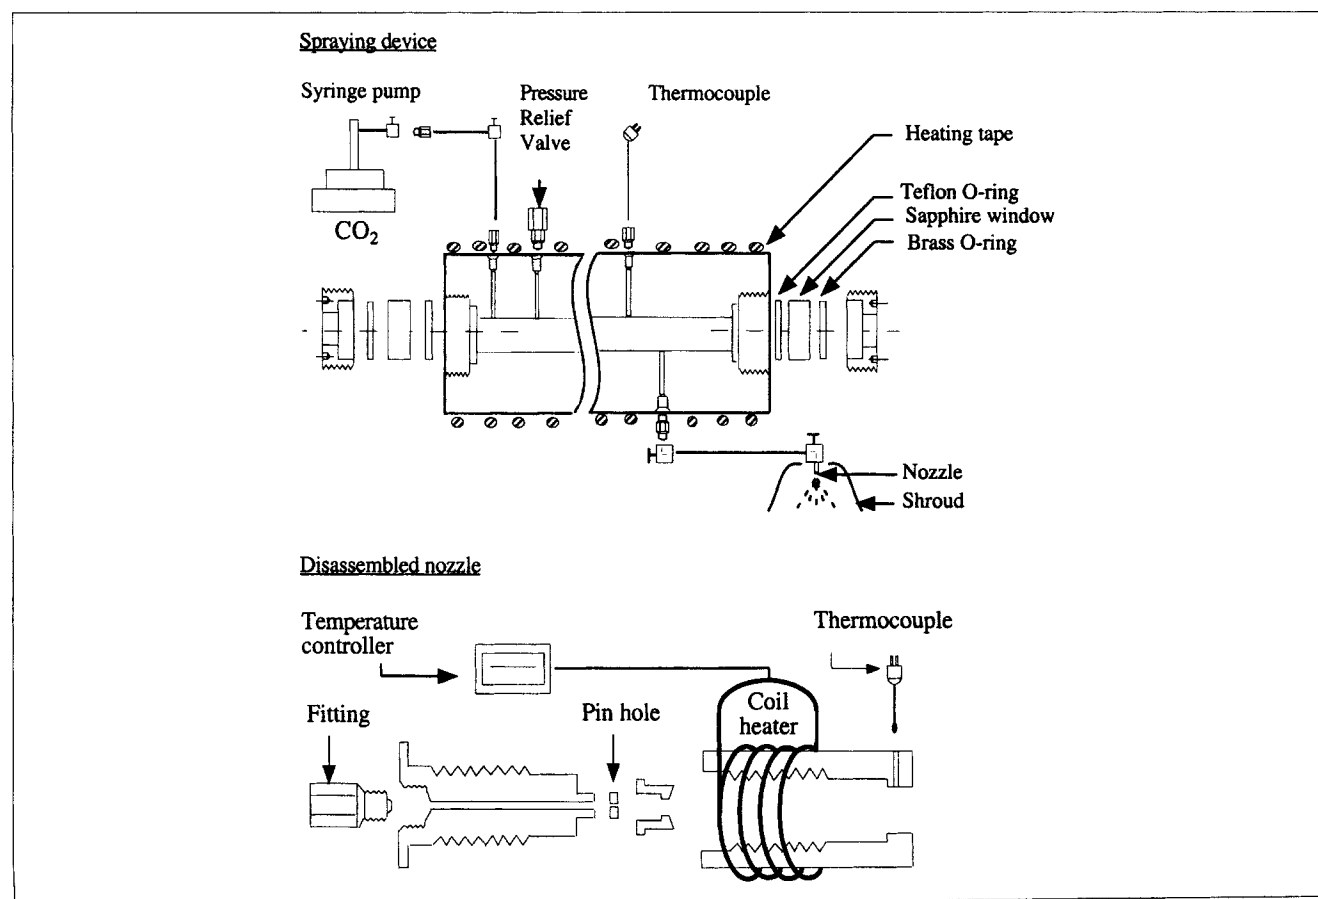 Spraying device
Syringe pump
Pressure
Relief
Valve
Thermocouple
Heating tape
Teflon O-ring
Sapphire window
Brass O-ring
CO₂
Nozzle
Shroud
Disassembled nozzle
Temperature
controller
Thermocouple
Coil
heater
Fitting
Pin hole